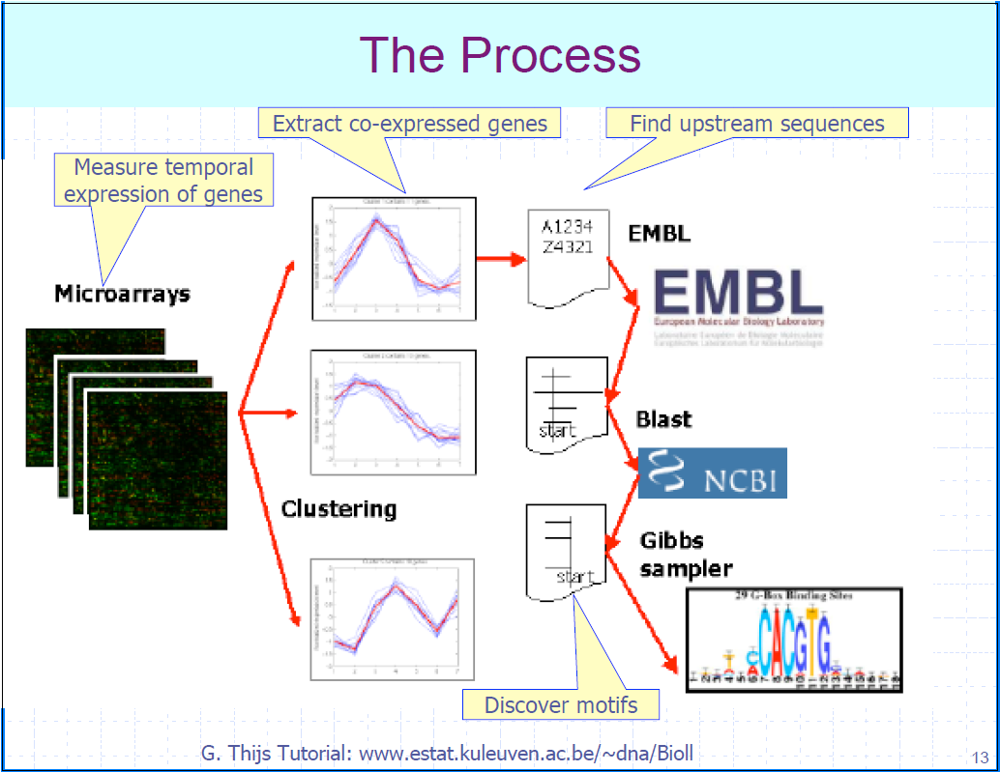 The Process
Extract co-expressed genes
Find upstream sequences
Measure temporal
expression of genes
Microarrays
A1234
Z4321
EMBL
EMBL
European Molecular Biology Laboratory
start
Blast
NCBI
Clustering
Gibbs
sampler
start
29 G-Box Binding Sites
CACGTG
Discover motifs
G. Thijs Tutorial: www.estat.kuleuven.ac.be/~dna/BioII
13